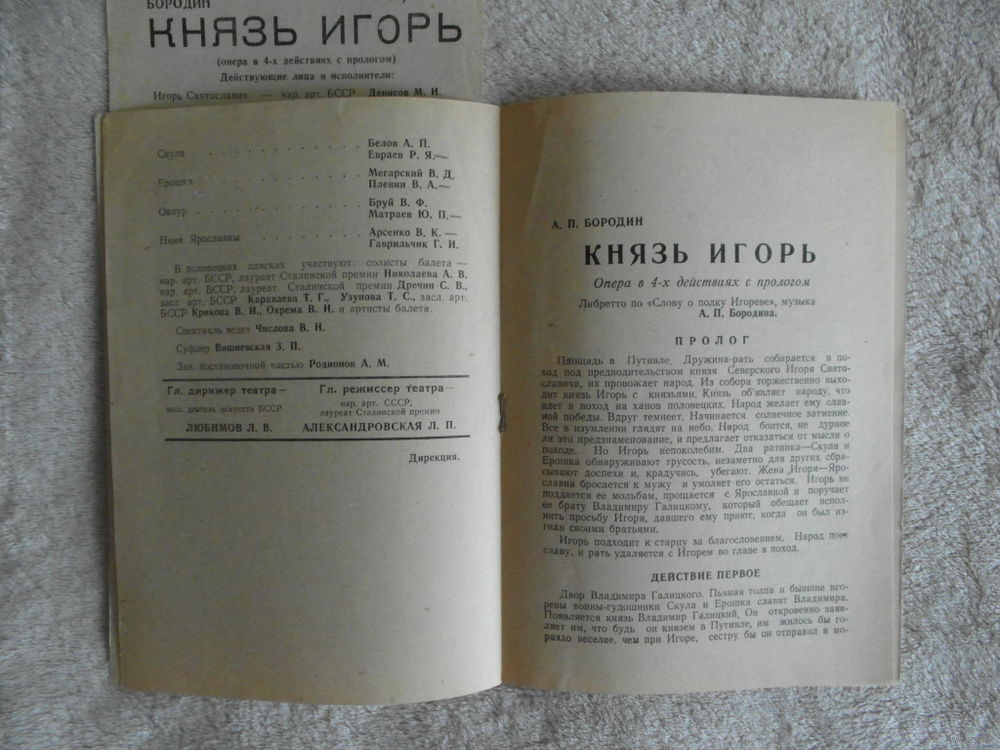 БОРОДИН
КНЯЗЬ ИГОРЬ
(опера в 4-х действиях с прологом)
Действующие лица и исполнители:
Игорь Святославич — нар. арт. БССР Денисов М. И.
Скула . . . . . . . . . . . Белов А. П.
Евраев Р. Я.—
Ерошка . . . . . . . . . . . Мегарский В. Д.
Плевин В. А.—
Овлур . . . . . . . . . . . Бруй В. Ф.
Матраев Ю. П.—
Няня Ярославны . . . . . . . . Арсенко В. К. —
Гаврильчик Г. И.
В половецких плясках участвуют: солисты балета —
нар. арт. БССР, лауреат Сталинской премии Николаева А. В.
нар. арт. БССР, лауреат Сталинской премии Дречин С. В.,
засл. арт. БССР Караваева Т. Г., Узунова Т. С., засл. арт.
БССР Крикова В. И., Охрема В. Н. и артисты балета.
Спектакль ведет Числова В. Н.
Суфлер Вишневская З. П.
Зав. постановочной частью Родионов А. М.
Гл. дирижер театра—
засл. деятель искусств БССР
ЛЮБИМОВ Л. В.
Гл. режиссер театра—
нар. арт. СССР,
лауреат Сталинской премии
АЛЕКСАНДРОВСКАЯ Л. П.
Дирекция.
А. П. БОРОДИН
КНЯЗЬ ИГОРЬ
Опера в 4-х действиях с прологом
Либретто по «Слову о полку Игореве», музыка
А. П. Бородина.
ПРОЛОГ
Площадь в Путивле. Дружина-рать собирается в по-
ход под предводительством князя Северского Игоря Свято-
славича, их провожает народ. Из собора торжественно выхо-
дит князь Игорь с князьями. Князь об'являет народу, что
идет в поход на ханов половецких. Народ желает ему слав-
ной победы. Вдруг темнеет. Начинается солнечное затмение.
Все в изумлении глядят на небо. Народ боится, не дурное
ли это предзнаменование, и предлагает отказаться от мысли о
походе. Но Игорь непоколебим. Два ратника—Скула и
Ерошка обнаруживают трусость, незаметно для других сбра-
сывают доспехи и, крадучись, убегают. Жена Игоря—Яро-
славна бросается к мужу и умоляет его остаться. Игорь не
поддается ее мольбам, прощается с Ярославной и поручает
ее брату Владимиру Галицкому, который обещает испол-
нить просьбу Игоря, давшего ему приют, когда он был из-
гнан своими братьями.
Игорь подходит к старцу за благословением. Народ поет
славу, и рать удаляется с Игорем во главе в поход.
ДЕЙСТВИЕ ПЕРВОЕ
Двор Владимира Галицкого. Пьяная толпа и бывшие иго-
ревы воины-гудошники Скула и Ерошка славят Владимира.
Появляется князь Владимир Галицкий. Он откровенно заяв-
ляет им, что будь он князем в Путивле, им жилось бы го-
раздо веселее, чем при Игоре, сестру бы он отправил в мо-